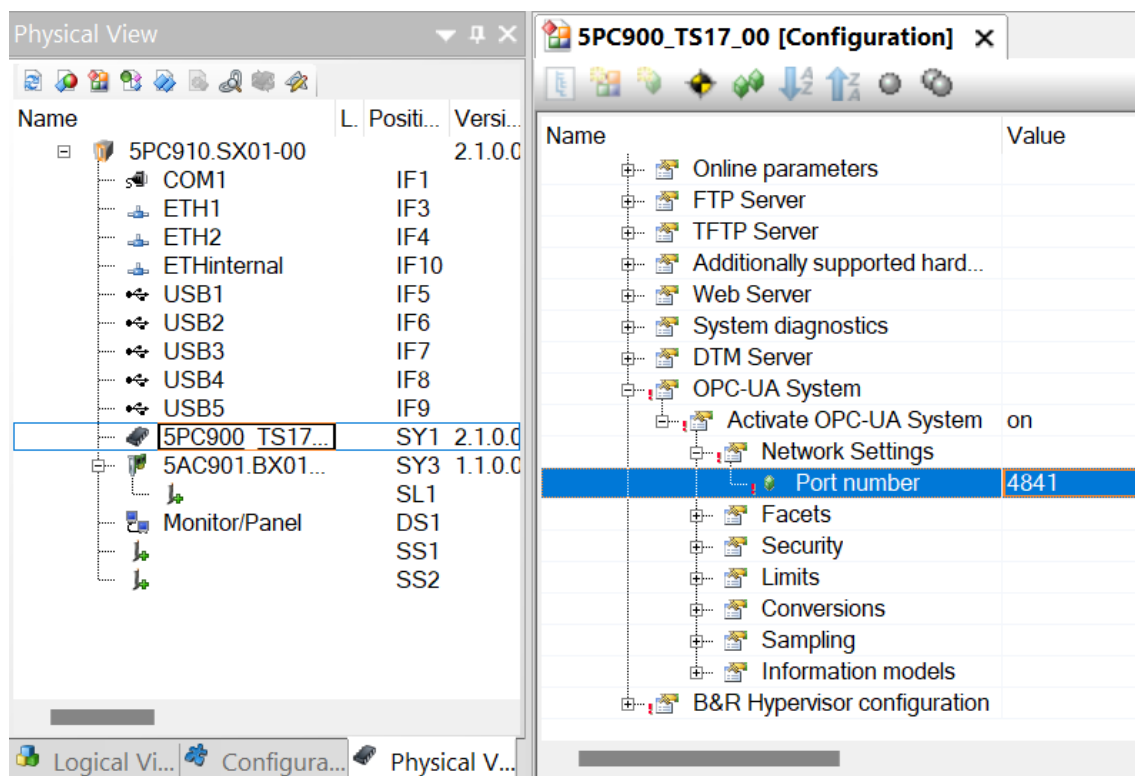 Physical View
Name L. Positi... Versi...
5PC910.SX01-00 2.1.0.0
COM1 IF1
ETH1 IF3
ETH2 IF4
ETHinternal IF10
USB1 IF5
USB2 IF6
USB3 IF7
USB4 IF8
USB5 IF9
5PC900_TS17... SY1 2.1.0.0
5AC901.BX01... SY3 1.1.0.0
SL1
Monitor/Panel DS1
SS1
SS2
Logical Vi... Configura... Physical V...
5PC900_TS17_00 [Configuration]
Name Value
Online parameters
FTP Server
TFTP Server
Additionally supported hard...
Web Server
System diagnostics
DTM Server
OPC-UA System
Activate OPC-UA System on
Network Settings
Port number 4841
Facets
Security
Limits
Conversions
Sampling
Information models
B&R Hypervisor configuration